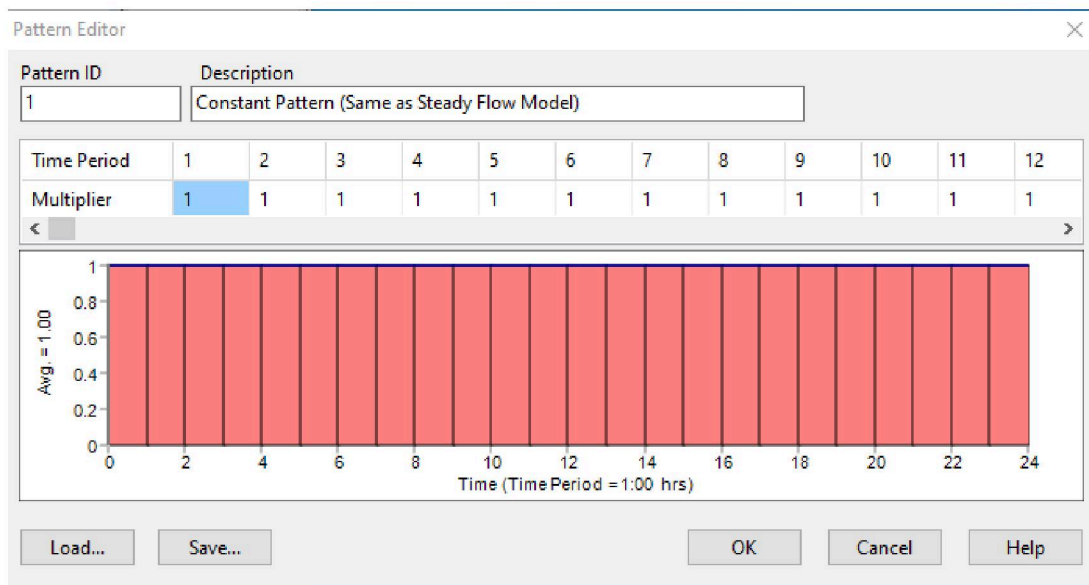 Pattern Editor
Pattern ID Description
1 Constant Pattern (Same as Steady Flow Model)
Time Period 1 2 3 4 5 6 7 8 9 10 11 12
Multiplier 1 1 1 1 1 1 1 1 1 1 1 1
Avg. = 1.00
1
0.8
0.6
0.4
0.2
0
0 2 4 6 8 10 12 14 16 18 20 22 24
Time (Time Period = 1:00 hrs)
Load... Save... OK Cancel Help